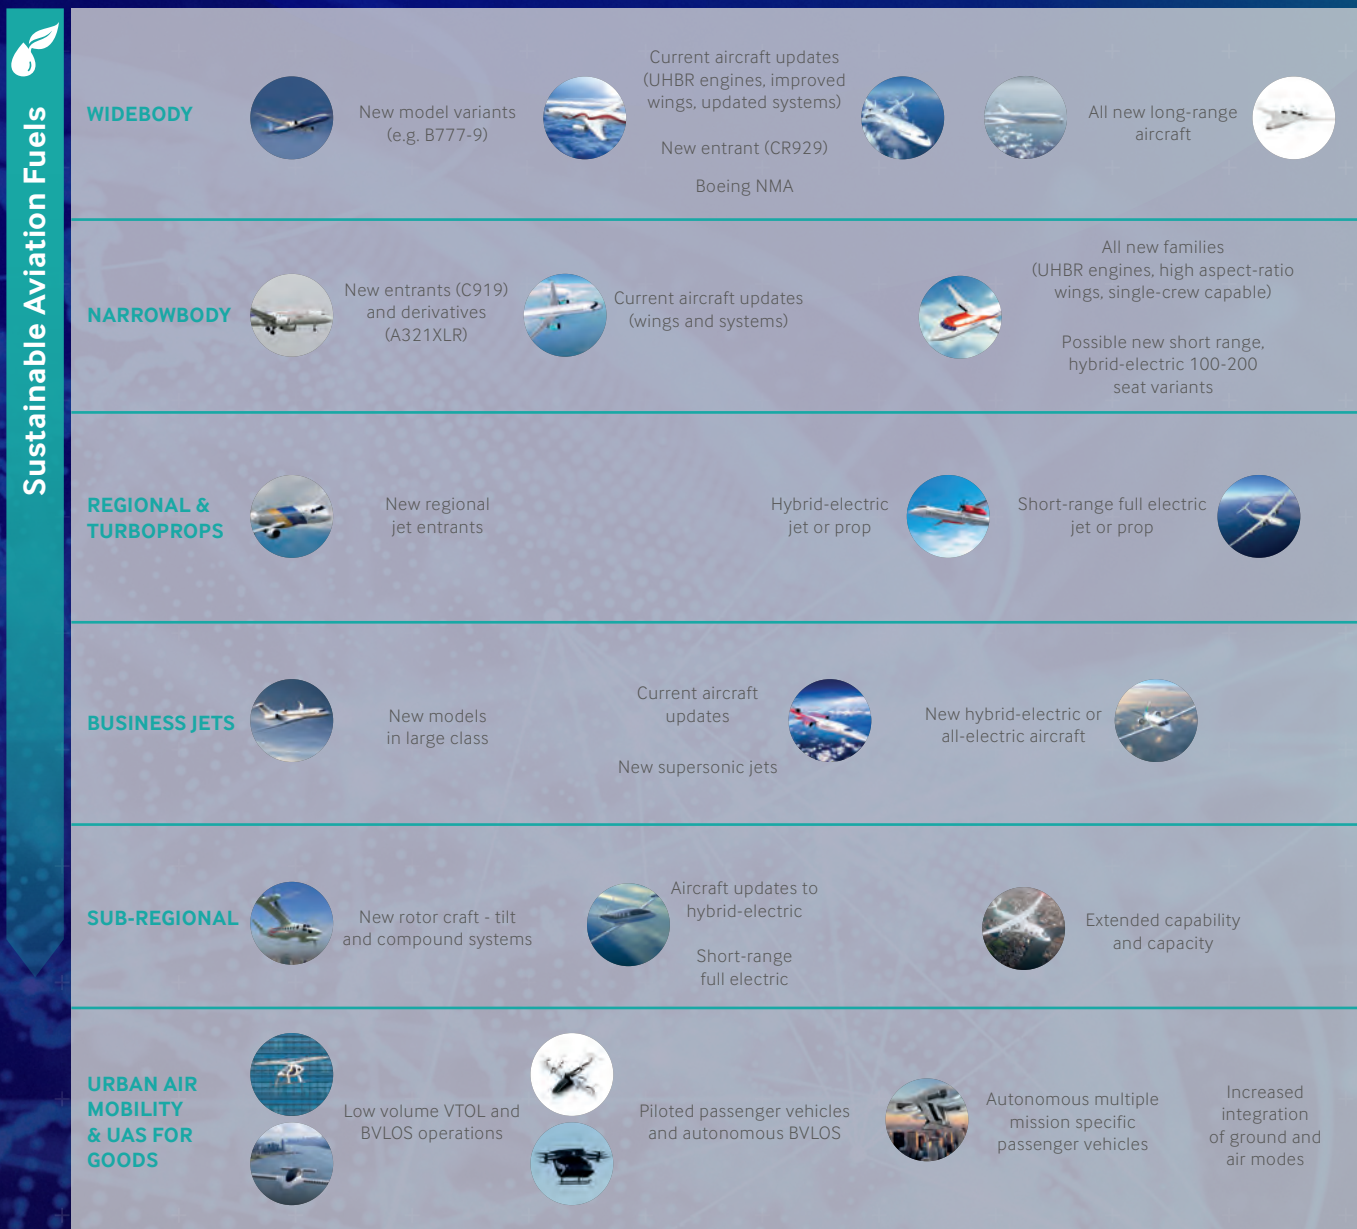 Sustainable Aviation Fuels
WIDEBODY
New model variants
(e.g. B777-9)
Current aircraft updates
(UHBR engines, improved
wings, updated systems)
New entrant (CR929)
Boeing NMA
All new long-range
aircraft
NARROWBODY
New entrants (C919)
and derivatives
(A321XLR)
Current aircraft updates
(wings and systems)
All new families
(UHBR engines, high aspect-ratio
wings, single-crew capable)
Possible new short range,
hybrid-electric 100-200
seat variants
REGIONAL &
TURBOPROPS
New regional
jet entrants
Hybrid-electric
jet or prop
Short-range full electric
jet or prop
BUSINESS JETS
New models
in large class
Current aircraft
updates
New supersonic jets
New hybrid-electric or
all-electric aircraft
SUB-REGIONAL
New rotor craft - tilt
and compound systems
Aircraft updates to
hybrid-electric
Short-range
full electric
Extended capability
and capacity
URBAN AIR
MOBILITY
& UAS FOR
GOODS
Low volume VTOL and
BVLOS operations
Piloted passenger vehicles
and autonomous BVLOS
Autonomous multiple
mission specific
passenger vehicles
Increased
integration
of ground and
air modes